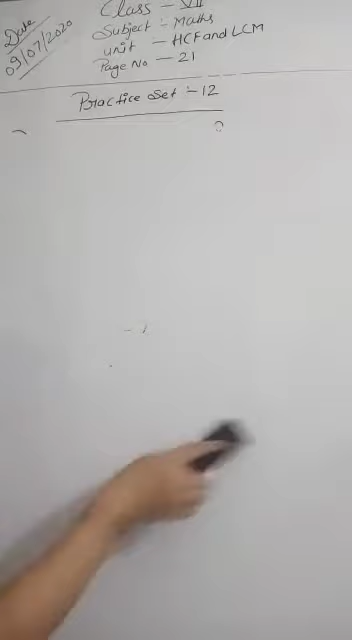 Class - VII
Date
09/07/2020
Subject :- Maths
Unit - HCF and LCM
Page No - 21
Practice Set :- 12